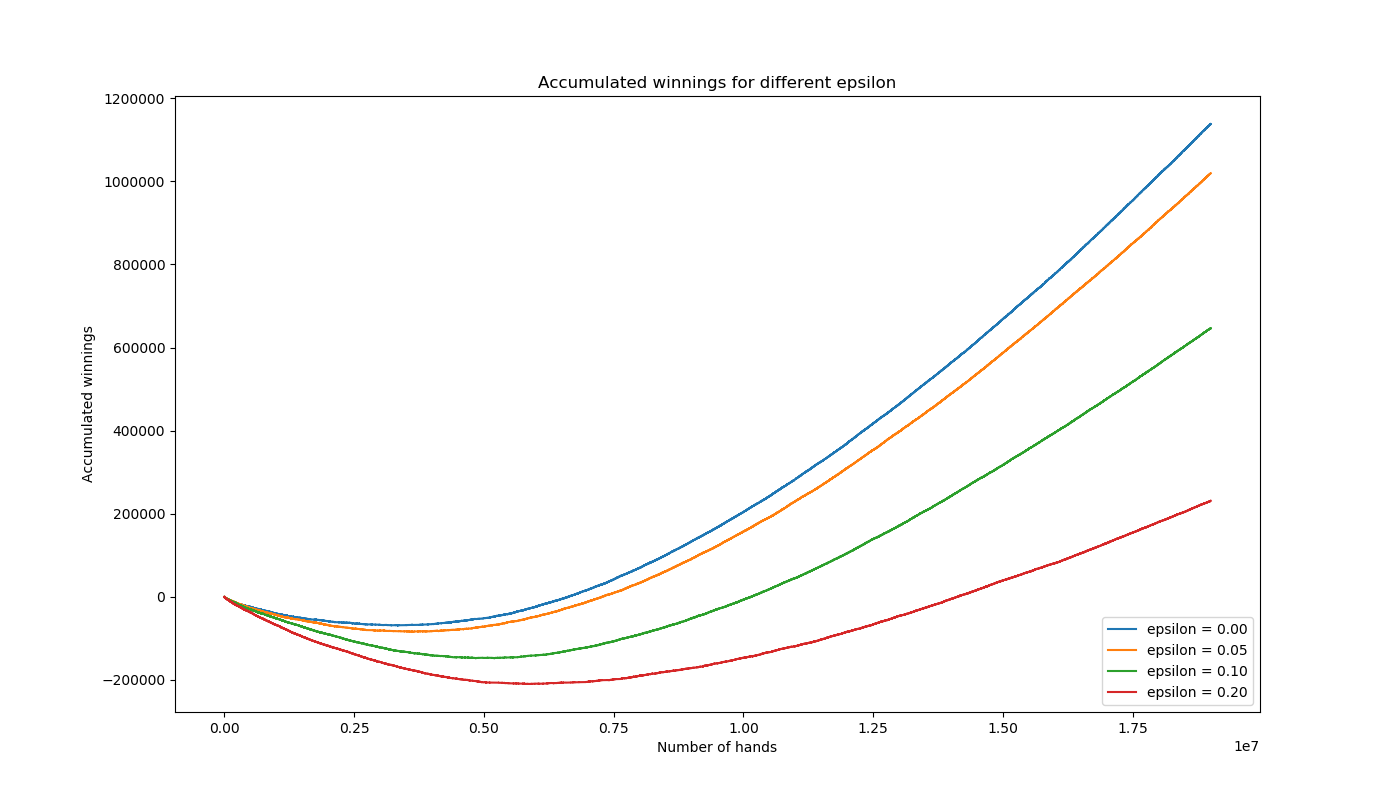 Accumulated winnings for different epsilon
1200000
1000000
800000
600000
400000
200000
0
−200000
Accumulated winnings
0.00 0.25 0.50 0.75 1.00 1.25 1.50 1.75
1e7
Number of hands
epsilon = 0.00
epsilon = 0.05
epsilon = 0.10
epsilon = 0.20